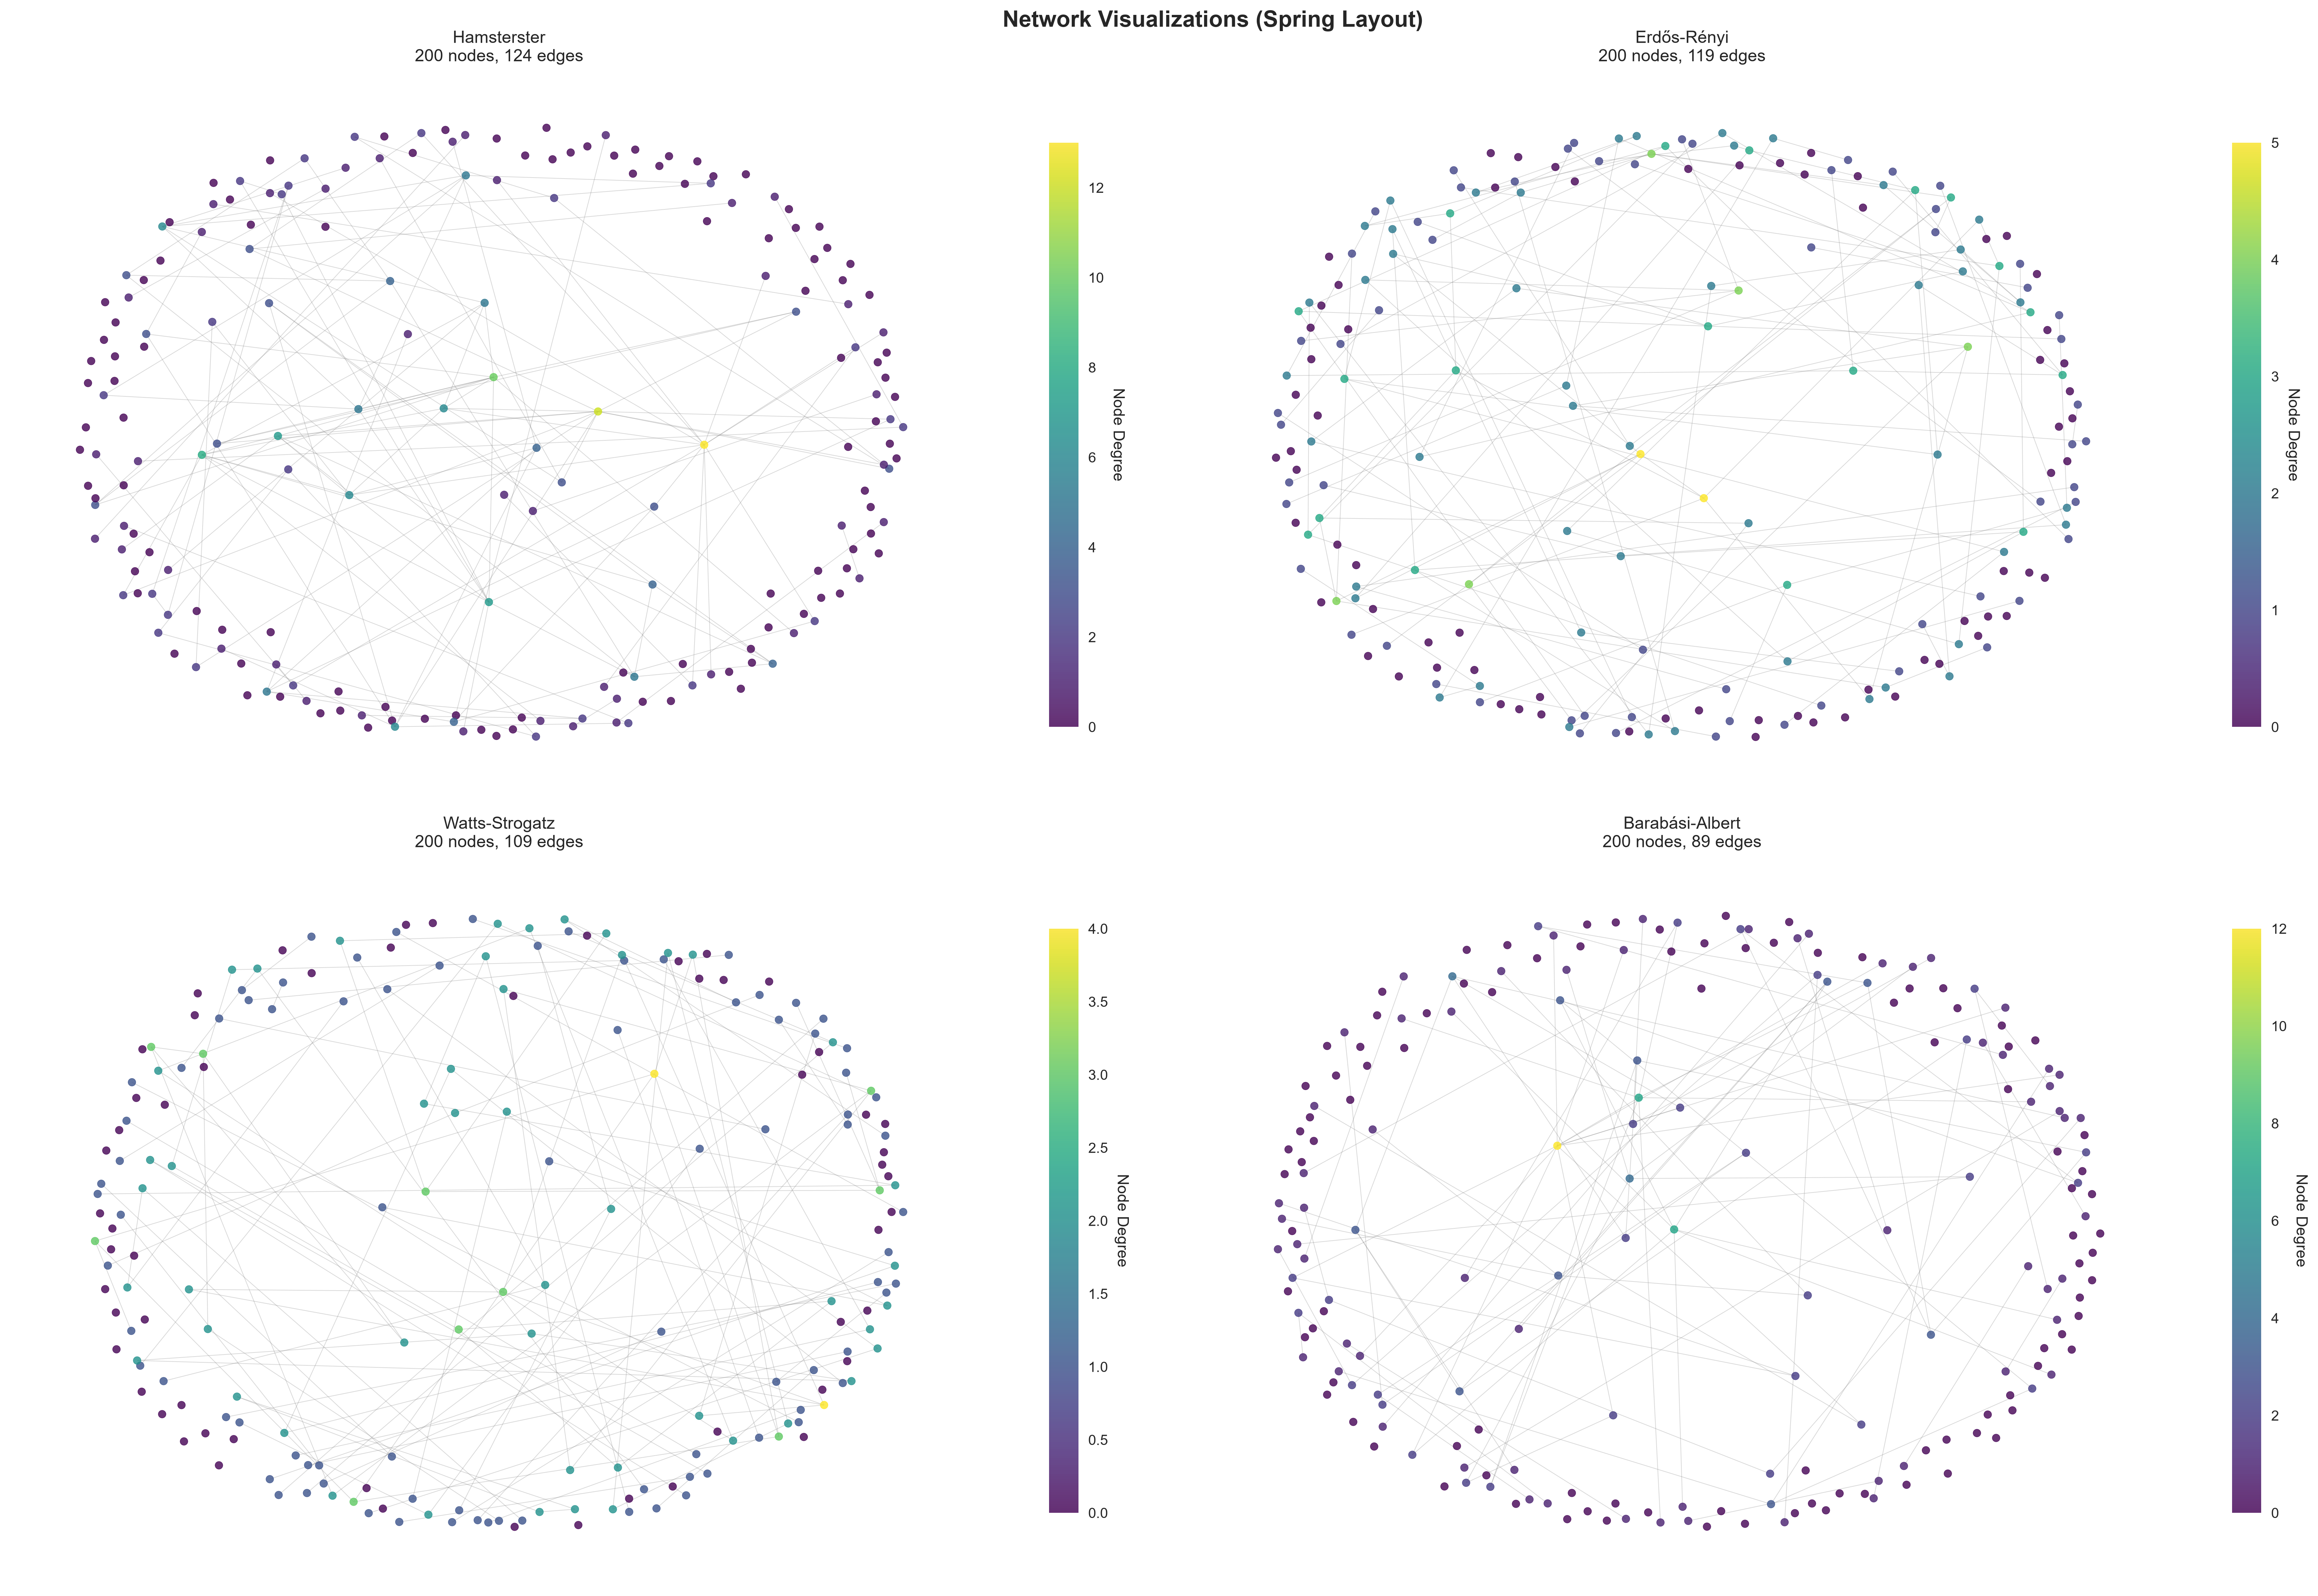 Network Visualizations (Spring Layout)
Hamsterster
200 nodes, 124 edges
12
10
8
6
4
2
0
Node Degree
Erdős-Rényi
200 nodes, 119 edges
5
4
3
2
1
0
Node Degree
Watts-Strogatz
200 nodes, 109 edges
4.0
3.5
3.0
2.5
2.0
1.5
1.0
0.5
0.0
Node Degree
Barabási-Albert
200 nodes, 89 edges
12
10
8
6
4
2
0
Node Degree